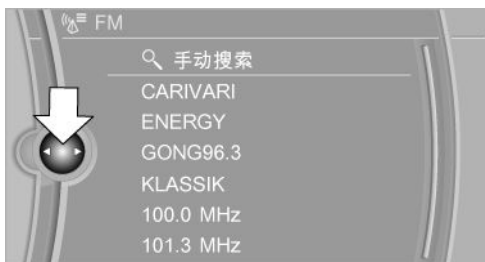 FM
手动搜索
CARIVARI
ENERGY
GONG96.3
KLASSIK
100.0 MHz
101.3 MHz